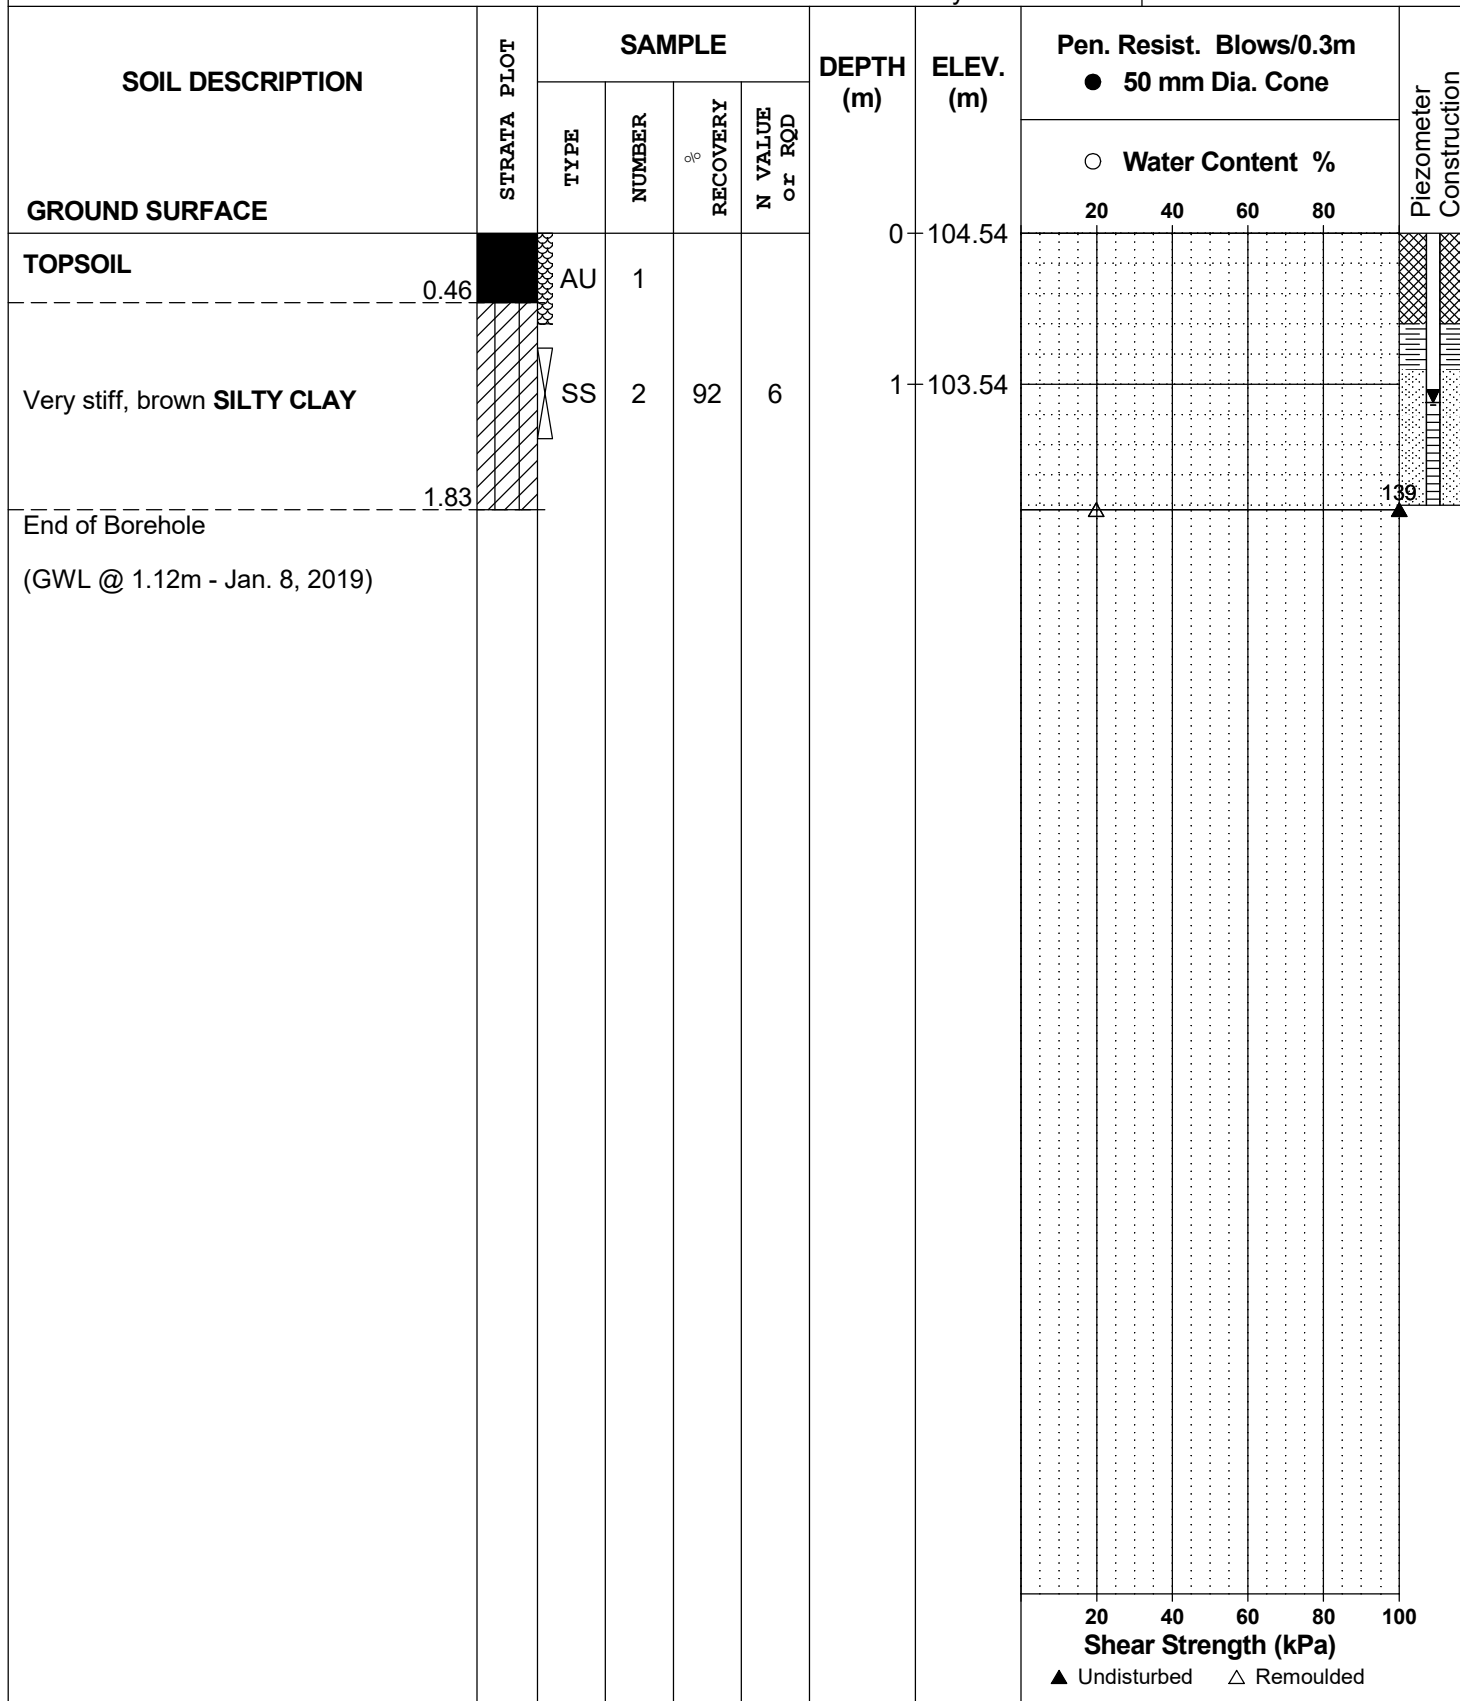 SOIL DESCRIPTION
GROUND SURFACE
STRATA PLOT
SAMPLE
TYPE
NUMBER
%
RECOVERY
N VALUE
or RQD
DEPTH
(m)
ELEV.
(m)
Pen. Resist. Blows/0.3m
● 50 mm Dia. Cone
○ Water Content %
20 40 60 80
Piezometer
Construction
0 104.54
TOPSOIL
0.46
AU 1
Very stiff, brown SILTY CLAY
SS 2 92 6
1 103.54
1.83
139
End of Borehole
(GWL @ 1.12m - Jan. 8, 2019)
20 40 60 80 100
Shear Strength (kPa)
▲ Undisturbed △ Remoulded